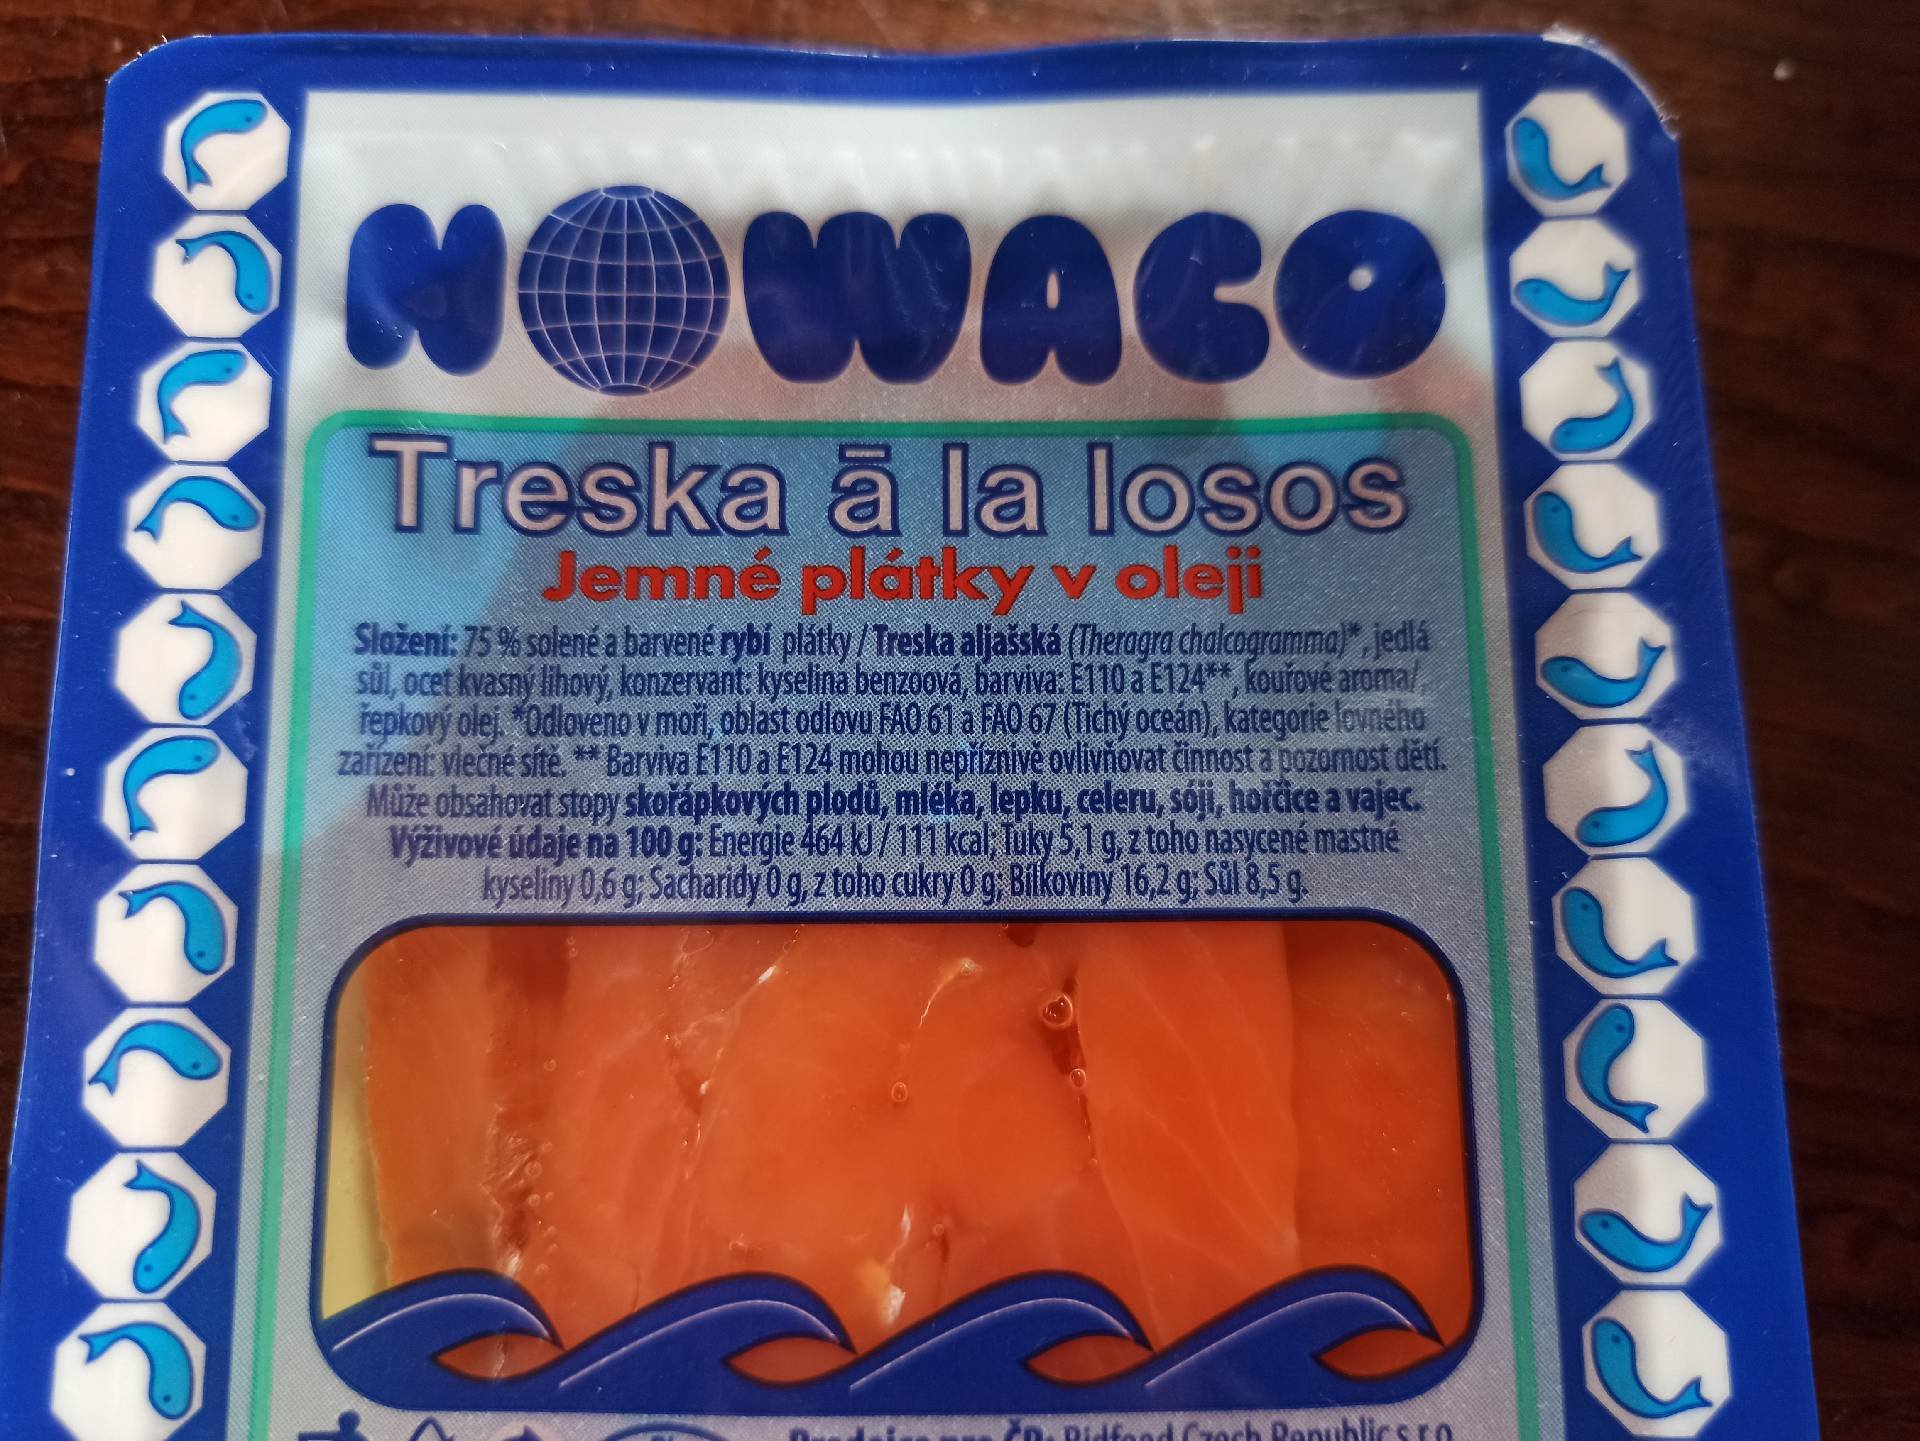 NOWACO
Treska ā la losos
Jemné plátky v oleji
Složení: 75 % solené a barvené rybí plátky / Treska aljašská (Theragra chalcogramma)*, jedlá
sůl, ocet kvasný lihový, konzervant: kyselina benzoová, barviva: E110 a E124**, kouřové aroma/,
řepkový olej. *Odloveno v moři, oblast odlovu FAO 61 a FAO 67 (Tichý oceán), kategorie lovného
zařízení: vlečné sítě. ** Barviva E110 a E124 mohou nepříznivě ovlivňovat činnost a pozornost dětí.
Může obsahovat stopy skořápkových plodů, mléka, lepku, celeru, sóji, hořčice a vajec.
Výživové údaje na 100 g: Energie 464 kJ / 111 kcal; Tuky 5,1 g, z toho nasycené mastné
kyseliny 0,6 g; Sacharidy 0 g, z toho cukry 0 g; Bílkoviny 16,2 g; Sůl 8,5 g.
ČR: Bidfood Czech Republic s.r.o.